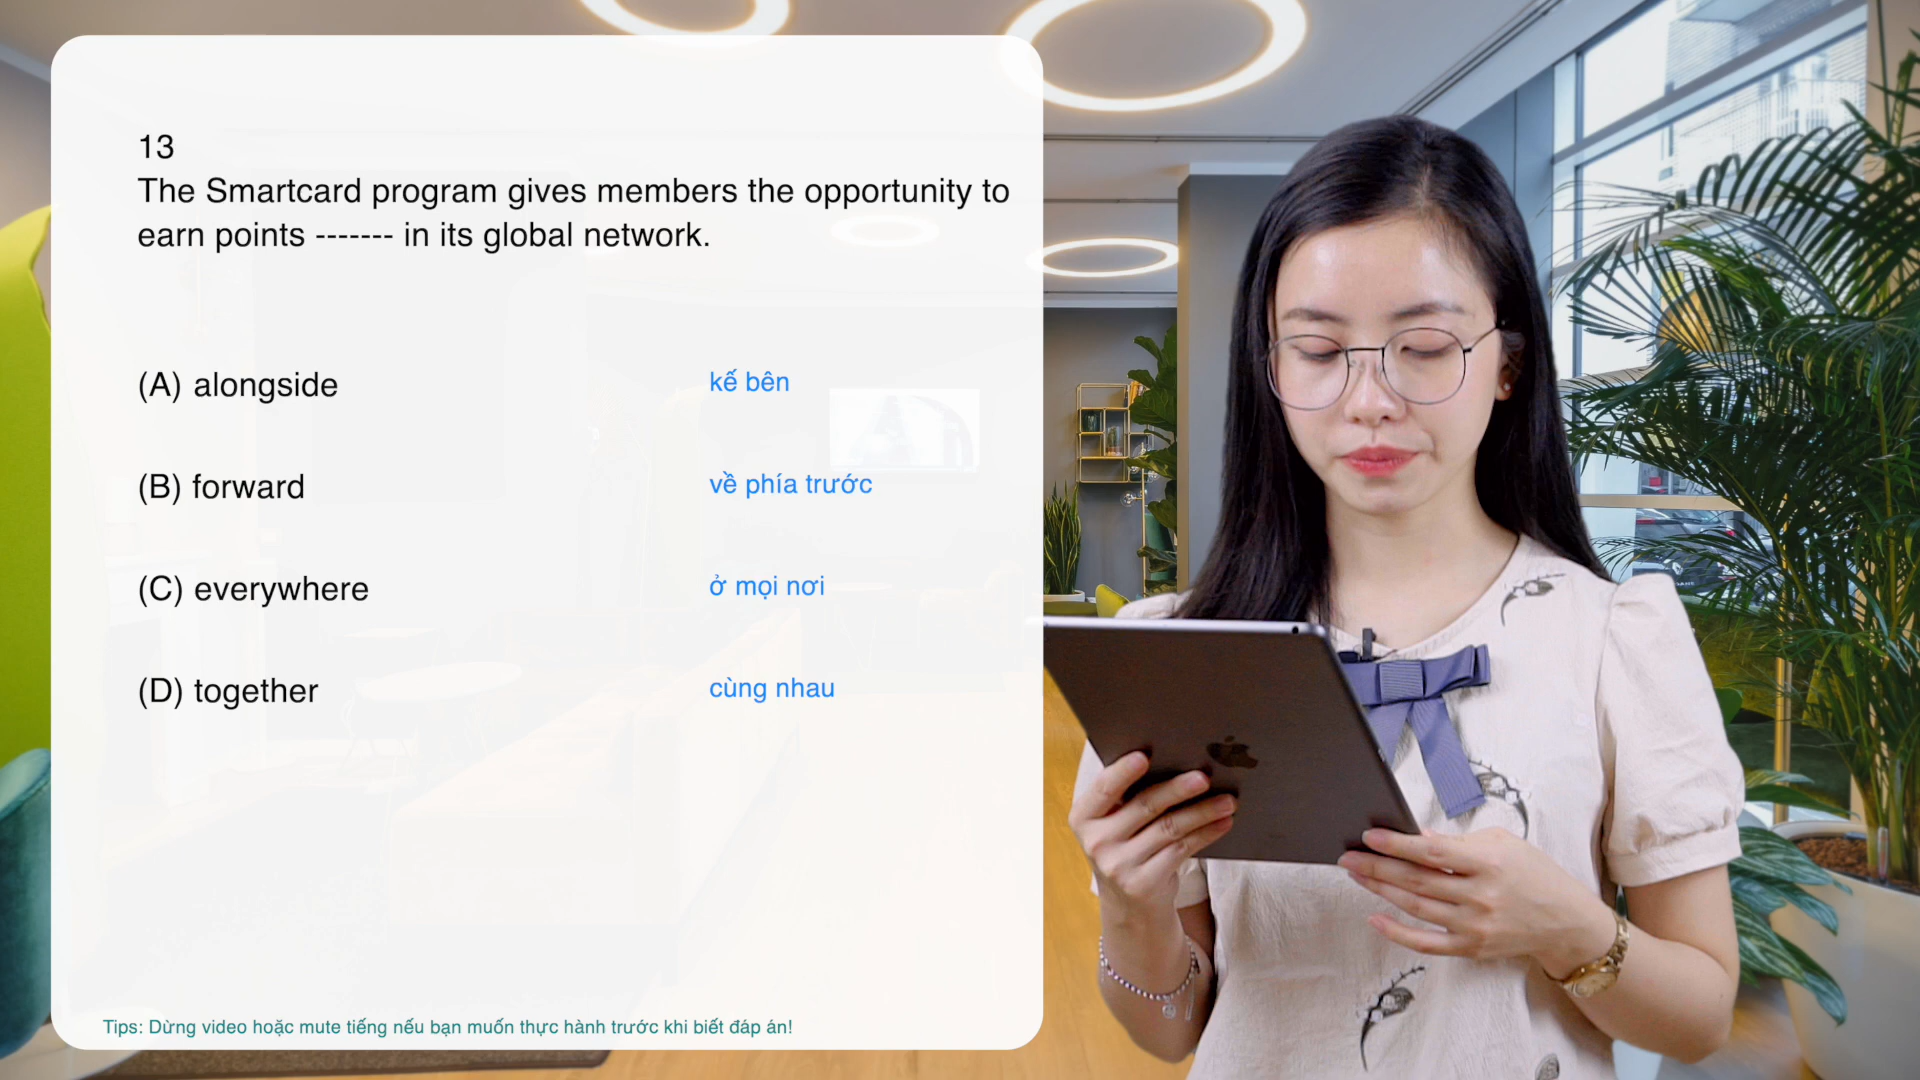 13
The Smartcard program gives members the opportunity to
earn points ------- in its global network.
(A) alongside kế bên
(B) forward về phía trước
(C) everywhere ở mọi nơi
(D) together cùng nhau
Tips: Dừng video hoặc mute tiếng nếu bạn muốn thực hành trước khi biết đáp án!